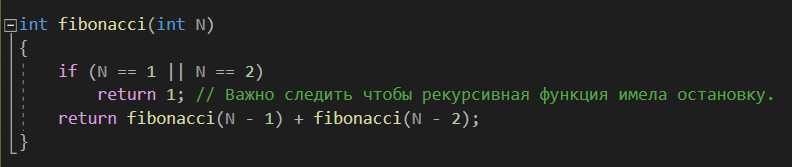 int fibonacci(int N)
{
    if (N == 1 || N == 2)
        return 1; // Важно следить чтобы рекурсивная функция имела остановку.
    return fibonacci(N - 1) + fibonacci(N - 2);
}